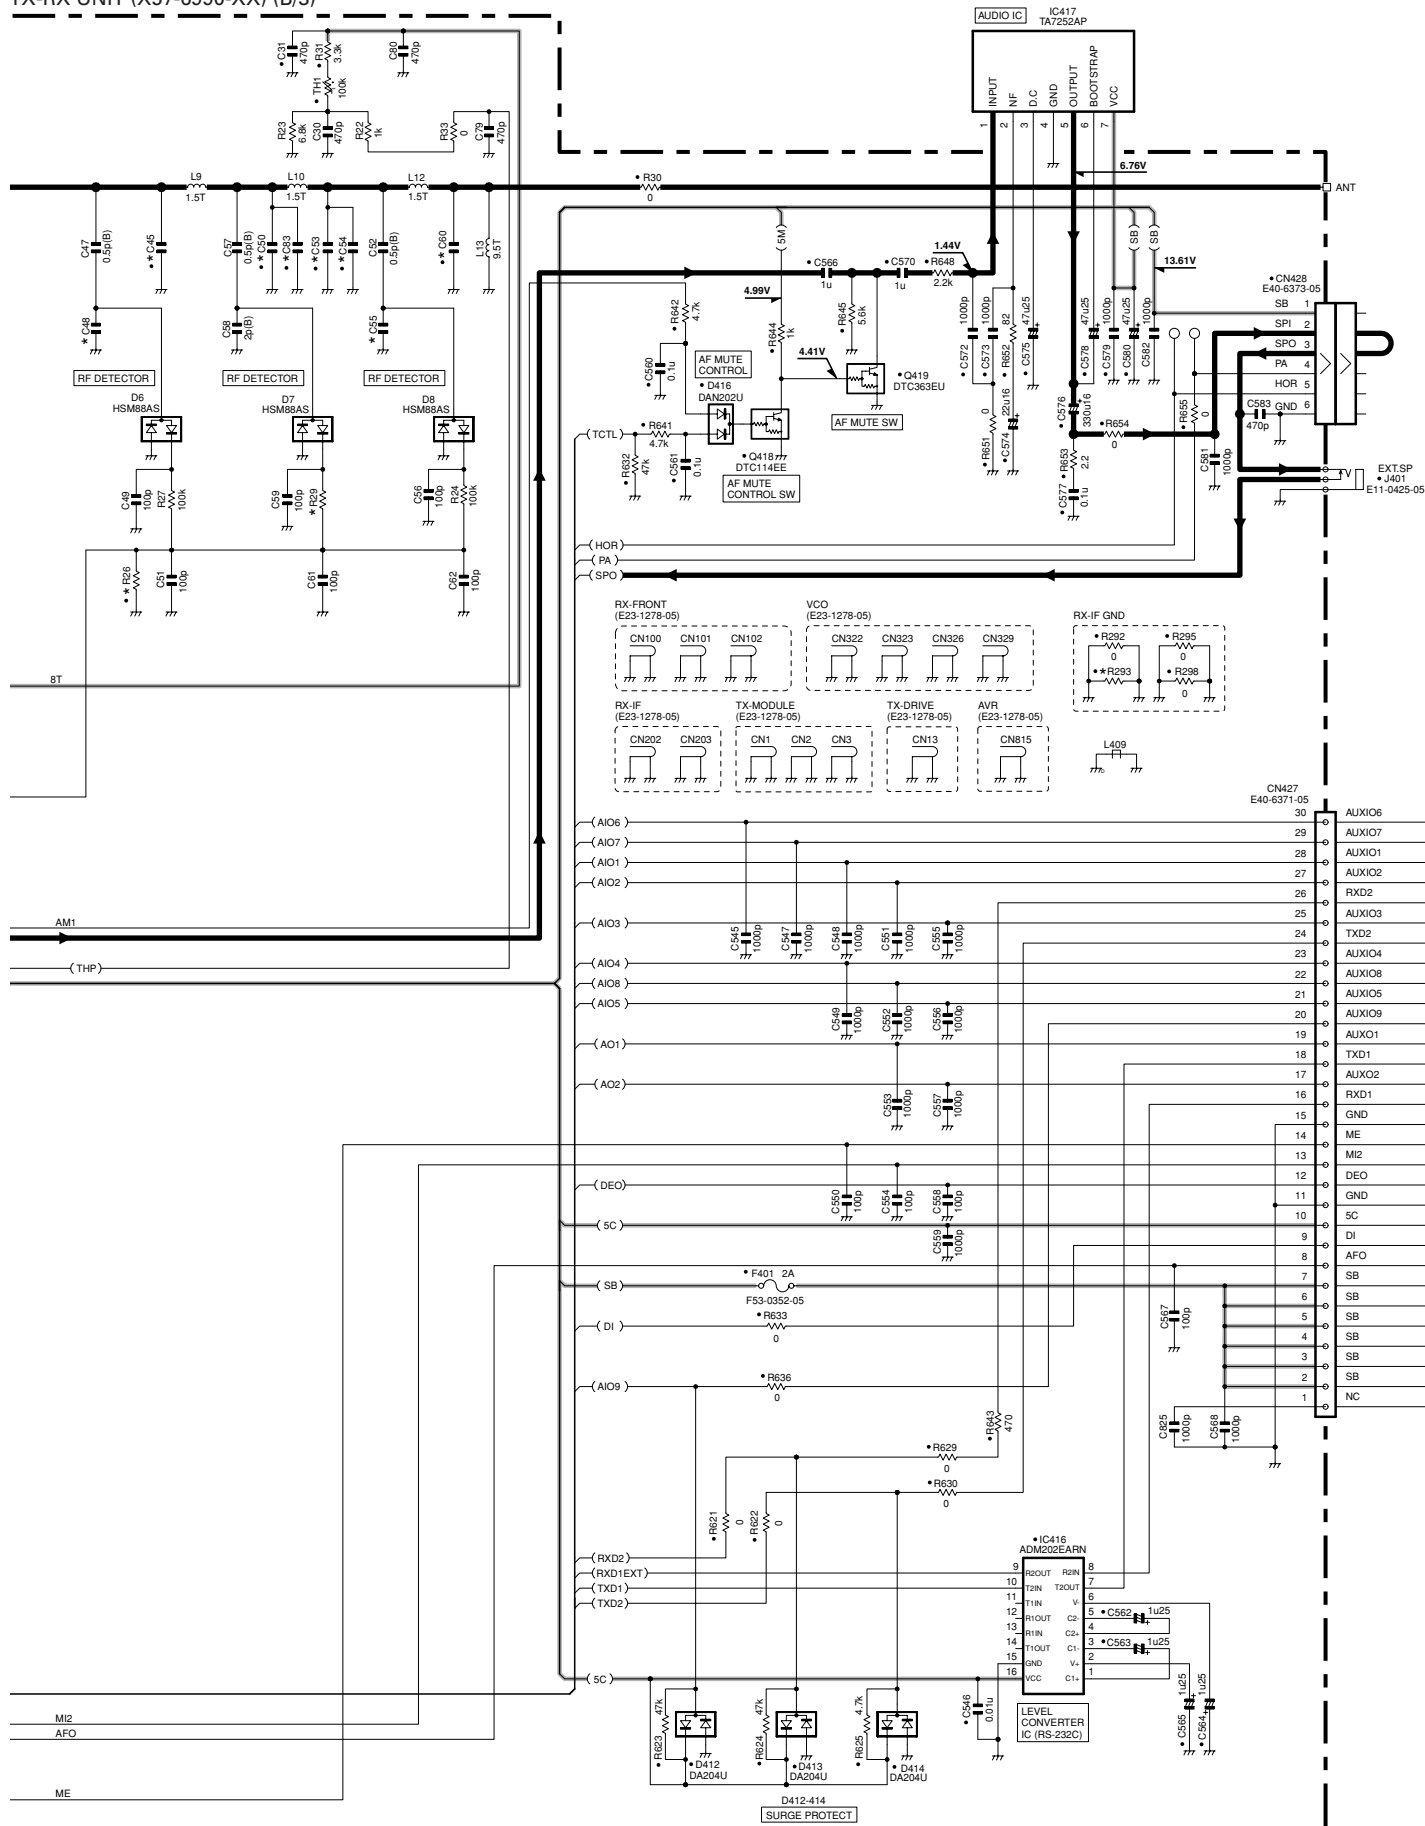 AUDIO IC
IC417
TA7252AP
INPUT
NF
D.C
GND
OUTPUT
BOOTSTRAP
VCC
1
2
3
4
5
6
7
6.76V
C31
470p
R31
3.3k
C80
470p
TH1
100k
R23
6.8k
C30
470p
R22
1k
R33
0
C79
470p
L9
1.5T
L10
1.5T
L12
1.5T
R30
0
ANT
C47
0.5p(B)
*C45
C57
0.5p(B)
*C50
*C83
*C53
*C54
C52
0.5p(B)
*C60
L13
9.5T
*C48
C58
2p(B)
*C55
RF DETECTOR
RF DETECTOR
RF DETECTOR
D6
HSM88AS
D7
HSM88AS
D8
HSM88AS
C49
100p
R27
100k
C59
100p
*R29
C56
100p
R24
100k
*R26
C51
100p
C61
100p
C62
100p
5M
SB
SB
1.44V
13.61V
4.99V
4.41V
C566
1u
C570
1u
R648
2.2k
R642
4.7k
R644
1k
R645
5.6k
C560
0.1u
AF MUTE
CONTROL
D416
DAN202U
Q419
DTC363EU
AF MUTE SW
TCTL
R641
4.7k
R632
47k
C561
0.1u
Q418
DTC114EE
AF MUTE
CONTROL SW
C572
1000p
C573
1000p
R652
82
C575
47u25
R651
0
C574
22u16
C578
47u25
C579
1000p
C580
47u25
C582
1000p
C576
330u16
R654
0
R653
2.2
C577
0.1u
R655
0
C581
1000p
C583
470p
CN428
E40-6373-05
SB 1
SPI 2
SPO 3
PA 4
HOR 5
GND 6
EXT.SP
J401
E11-0425-05
HOR
PA
SPO
RX-FRONT
(E23-1278-05)
CN100 CN101 CN102
VCO
(E23-1278-05)
CN322 CN323 CN326 CN329
RX-IF GND
R292
0
R295
0
*R293
R298
0
8T
RX-IF
(E23-1278-05)
CN202 CN203
TX-MODULE
(E23-1278-05)
CN1 CN2 CN3
TX-DRIVE
(E23-1278-05)
CN13
AVR
(E23-1278-05)
CN815
L409
CN427
E40-6371-05
AIO6
30 AUXIO6
AIO7
29 AUXIO7
AIO1
28 AUXIO1
AIO2
27 AUXIO2
26 RXD2
AIO3
25 AUXIO3
24 TXD2
AIO4
23 AUXIO4
AIO8
22 AUXIO8
AIO5
21 AUXIO5
20 AUXIO9
AO1
19 AUXO1
18 TXD1
AO2
17 AUXO2
16 RXD1
15 GND
14 ME
13 MI2
DEO
12 DEO
11 GND
5C
10 5C
9 DI
8 AFO
SB
7 SB
6 SB
5 SB
4 SB
3 SB
2 SB
1 NC
AM1
THP
C545
1000p
C547
1000p
C548
1000p
C551
1000p
C555
1000p
C549
1000p
C552
1000p
C556
1000p
C553
1000p
C557
1000p
C550
100p
C554
100p
C558
100p
C559
1000p
F401 2A
F53-0352-05
DI
R633
0
AIO9
R636
0
C567
100p
C825
1000p
C568
1000p
R643
470
R629
0
R630
0
R621
0
R622
0
RXD2
RXD1EXT
TXD1
TXD2
IC416
ADM202EARN
9 R2OUT R2IN 8
10 T2IN T2OUT 7
11 T1IN V- 6
12 R1OUT C2- 5
13 R1IN C2+ 4
14 T1OUT C1- 3
15 GND V+ 2
16 VCC C1+ 1
C562 1u25
C563 1u25
C565
1u25
C564
1u25
5C
C546
0.01u
LEVEL
CONVERTER
IC (RS-232C)
R623
47k
R624
47k
R625
4.7k
D412
DA204U
D413
DA204U
D414
DA204U
D412-414
SURGE PROTECT
MI2
AFO
ME